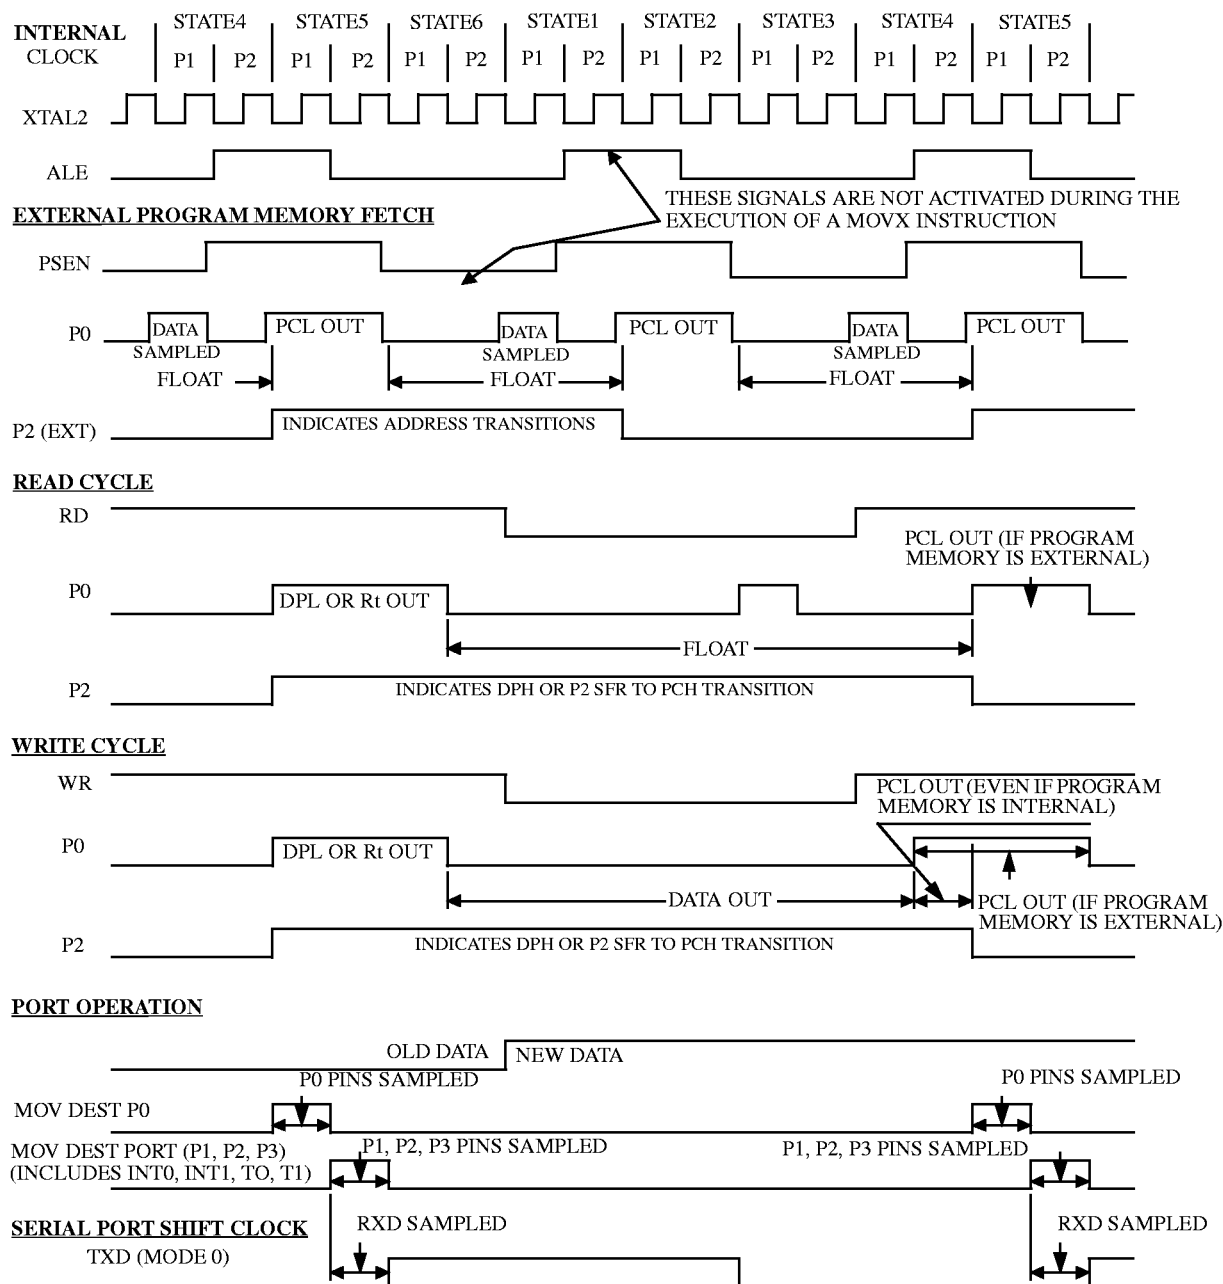 INTERNAL
CLOCK
STATE4 STATE5 STATE6 STATE1 STATE2 STATE3 STATE4 STATE5
P1 P2 P1 P2 P1 P2 P1 P2 P1 P2 P1 P2 P1 P2 P1 P2
XTAL2
ALE
THESE SIGNALS ARE NOT ACTIVATED DURING THE
EXECUTION OF A MOVX INSTRUCTION
EXTERNAL PROGRAM MEMORY FETCH
PSEN
P0
DATA PCL OUT DATA PCL OUT DATA PCL OUT
SAMPLED SAMPLED SAMPLED
FLOAT FLOAT FLOAT
P2 (EXT)
INDICATES ADDRESS TRANSITIONS
READ CYCLE
RD
PCL OUT (IF PROGRAM
MEMORY IS EXTERNAL)
P0
DPL OR Rt OUT
FLOAT
P2
INDICATES DPH OR P2 SFR TO PCH TRANSITION
WRITE CYCLE
WR
PCL OUT (EVEN IF PROGRAM
MEMORY IS INTERNAL)
P0
DPL OR Rt OUT
DATA OUT
PCL OUT (IF PROGRAM
MEMORY IS EXTERNAL)
P2
INDICATES DPH OR P2 SFR TO PCH TRANSITION
PORT OPERATION
OLD DATA NEW DATA
P0 PINS SAMPLED P0 PINS SAMPLED
MOV DEST P0
MOV DEST PORT (P1, P2, P3)
(INCLUDES INT0, INT1, TO, T1)
P1, P2, P3 PINS SAMPLED P1, P2, P3 PINS SAMPLED
SERIAL PORT SHIFT CLOCK
TXD (MODE 0)
RXD SAMPLED RXD SAMPLED